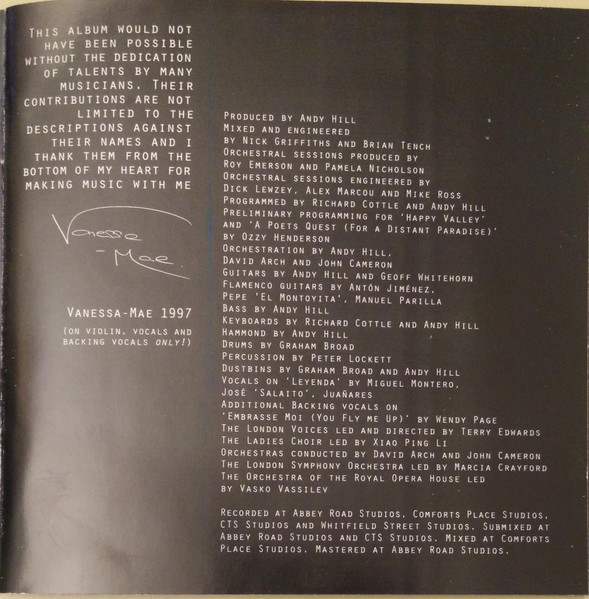 This album would not
have been possible
without the dedication
of talents by many
musicians. Their
contributions are not
limited to the
descriptions against
their names and I
thank them from the
bottom of my heart for
making music with me
Vanessa
-Mae.
Vanessa-Mae 1997
(on violin, vocals and
backing vocals only!)
Produced by Andy Hill
Mixed and engineered
by Nick Griffiths and Brian Tench
Orchestral sessions produced by
Roy Emerson and Pamela Nicholson
Orchestral sessions engineered by
Dick Lewzey, Alex Marcou and Mike Ross
Programmed by Richard Cottle and Andy Hill
Preliminary programming for 'Happy Valley'
and 'A Poets Quest (For a Distant Paradise)'
by Ozzy Henderson
Orchestration by Andy Hill,
David Arch and John Cameron
Guitars by Andy Hill and Geoff Whitehorn
Flamenco guitars by Antón Jiménez,
Pepe 'El Montoyita', Manuel Parilla
Bass by Andy Hill
Keyboards by Richard Cottle and Andy Hill
Hammond by Andy Hill
Drums by Graham Broad
Percussion by Peter Lockett
Dustbins by Graham Broad and Andy Hill
Vocals on 'Leyenda' by Miguel Montero,
José 'Salaito', Juañares
Additional Backing vocals on
'Embrasse Moi (You Fly Me Up)' by Wendy Page
The London Voices led and directed by Terry Edwards
The Ladies Choir led by Xiao Ping Li
Orchestras conducted by David Arch and John Cameron
The London Symphony Orchestra led by Marcia Crayford
The Orchestra of the Royal Opera House led
by Vasko Vassilev
Recorded at Abbey Road Studios, Comforts Place Studios,
CTS Studios and Whitfield Street Studios. Submixed at
Abbey Road Studios and CTS Studios. Mixed at Comforts
Place Studios. Mastered at Abbey Road Studios.